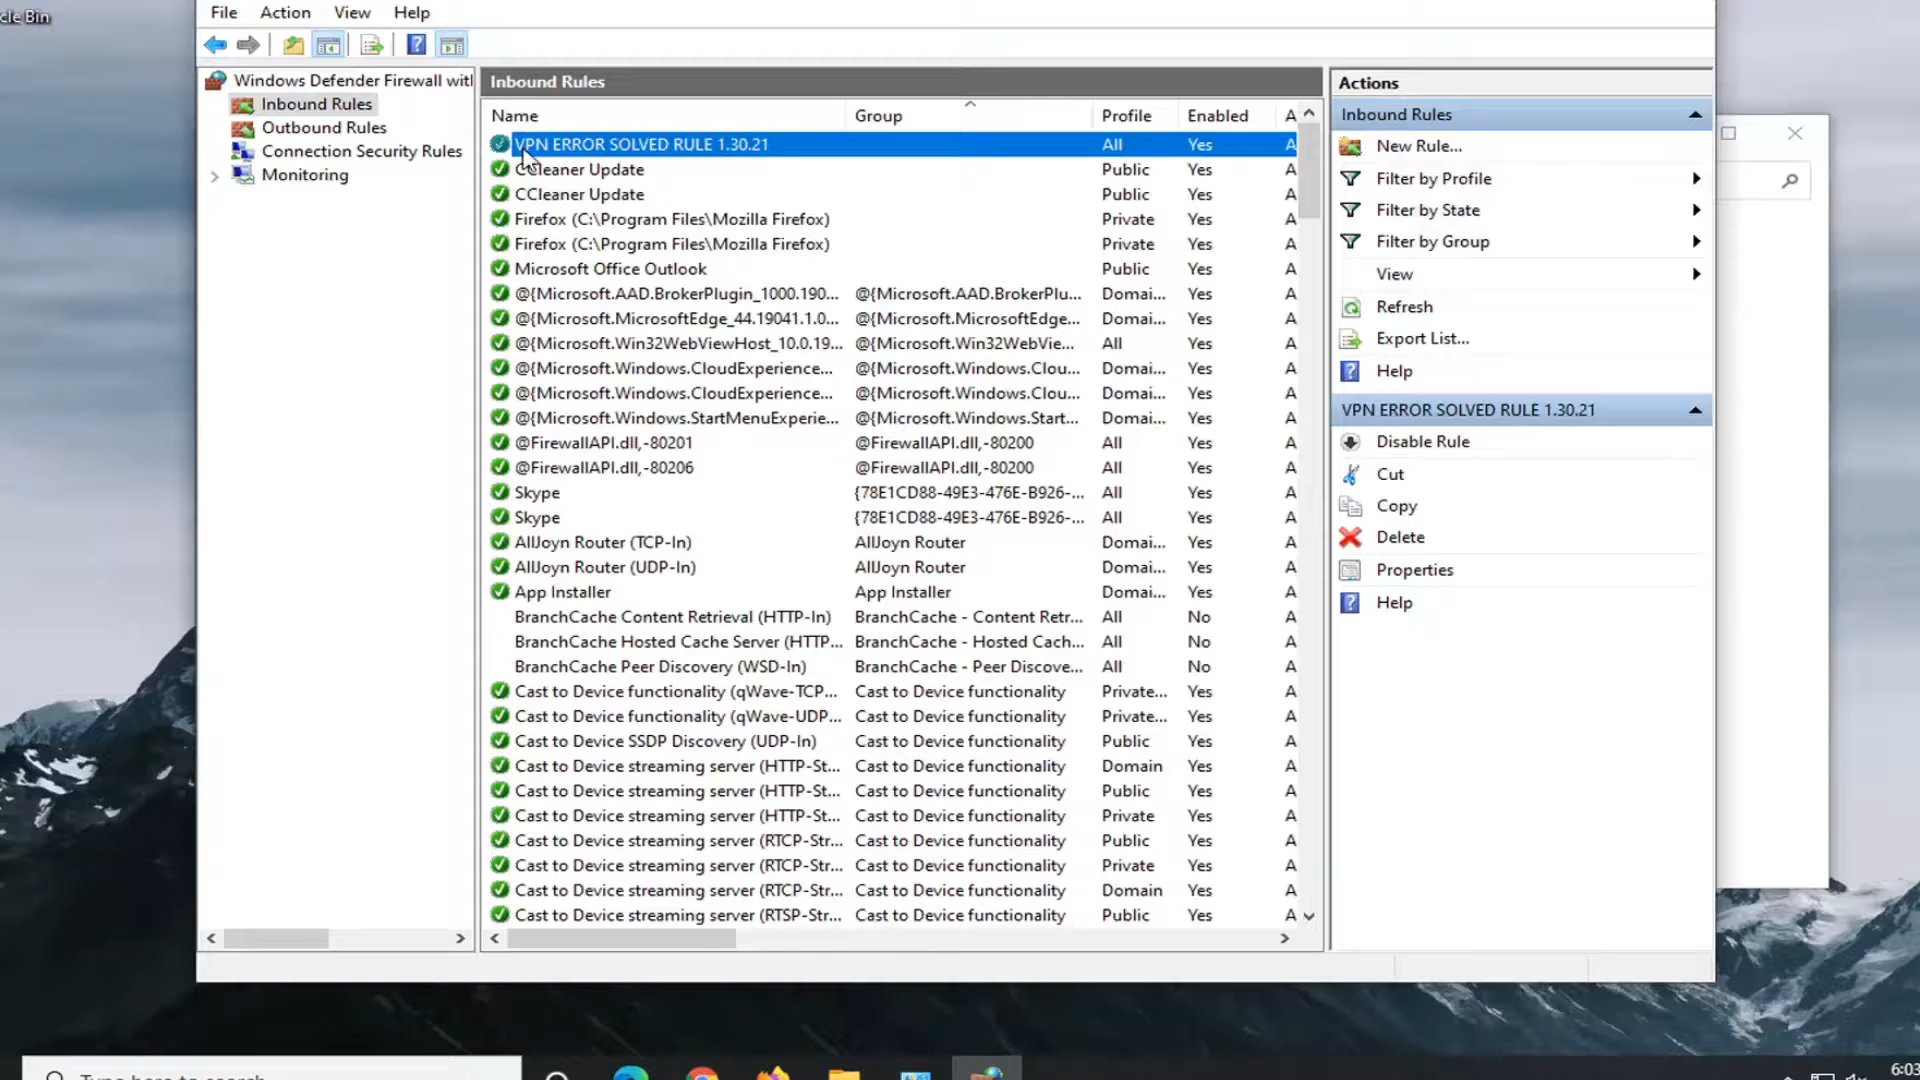 cle Bin
File Action View Help
Windows Defender Firewall witl
Inbound Rules
Outbound Rules
Connection Security Rules
Monitoring
Inbound Rules
Name Group Profile Enabled A
VPN ERROR SOLVED RULE 1.30.21 All Yes A
CCleaner Update Public Yes A
CCleaner Update Public Yes A
Firefox (C:\Program Files\Mozilla Firefox) Private Yes A
Firefox (C:\Program Files\Mozilla Firefox) Private Yes A
Microsoft Office Outlook Public Yes A
@{Microsoft.AAD.BrokerPlugin_1000.190... @{Microsoft.AAD.BrokerPlu... Domai... Yes A
@{Microsoft.MicrosoftEdge_44.19041.1.0... @{Microsoft.MicrosoftEdge... Domai... Yes A
@{Microsoft.Win32WebViewHost_10.0.19... @{Microsoft.Win32WebVie... All Yes A
@{Microsoft.Windows.CloudExperience... @{Microsoft.Windows.Clou... Domai... Yes A
@{Microsoft.Windows.CloudExperience... @{Microsoft.Windows.Clou... Domai... Yes A
@{Microsoft.Windows.StartMenuExperie... @{Microsoft.Windows.Start... Domai... Yes A
@FirewallAPI.dll,-80201 @FirewallAPI.dll,-80200 All Yes A
@FirewallAPI.dll,-80206 @FirewallAPI.dll,-80200 All Yes A
Skype {78E1CD88-49E3-476E-B926-... All Yes A
Skype {78E1CD88-49E3-476E-B926-... All Yes A
AllJoyn Router (TCP-In) AllJoyn Router Domai... Yes A
AllJoyn Router (UDP-In) AllJoyn Router Domai... Yes A
App Installer App Installer Domai... Yes A
BranchCache Content Retrieval (HTTP-In) BranchCache - Content Retr... All No A
BranchCache Hosted Cache Server (HTTP... BranchCache - Hosted Cach... All No A
BranchCache Peer Discovery (WSD-In) BranchCache - Peer Discove... All No A
Cast to Device functionality (qWave-TCP... Cast to Device functionality Private... Yes A
Cast to Device functionality (qWave-UDP... Cast to Device functionality Private... Yes A
Cast to Device SSDP Discovery (UDP-In) Cast to Device functionality Public Yes A
Cast to Device streaming server (HTTP-St... Cast to Device functionality Domain Yes A
Cast to Device streaming server (HTTP-St... Cast to Device functionality Public Yes A
Cast to Device streaming server (HTTP-St... Cast to Device functionality Private Yes A
Cast to Device streaming server (RTCP-Str... Cast to Device functionality Public Yes A
Cast to Device streaming server (RTCP-Str... Cast to Device functionality Private Yes A
Cast to Device streaming server (RTCP-Str... Cast to Device functionality Domain Yes A
Cast to Device streaming server (RTSP-Str... Cast to Device functionality Public Yes A
Actions
Inbound Rules
New Rule...
Filter by Profile
Filter by State
Filter by Group
View
Refresh
Export List...
Help
VPN ERROR SOLVED RULE 1.30.21
Disable Rule
Cut
Copy
Delete
Properties
Help
Type here to search
6:03